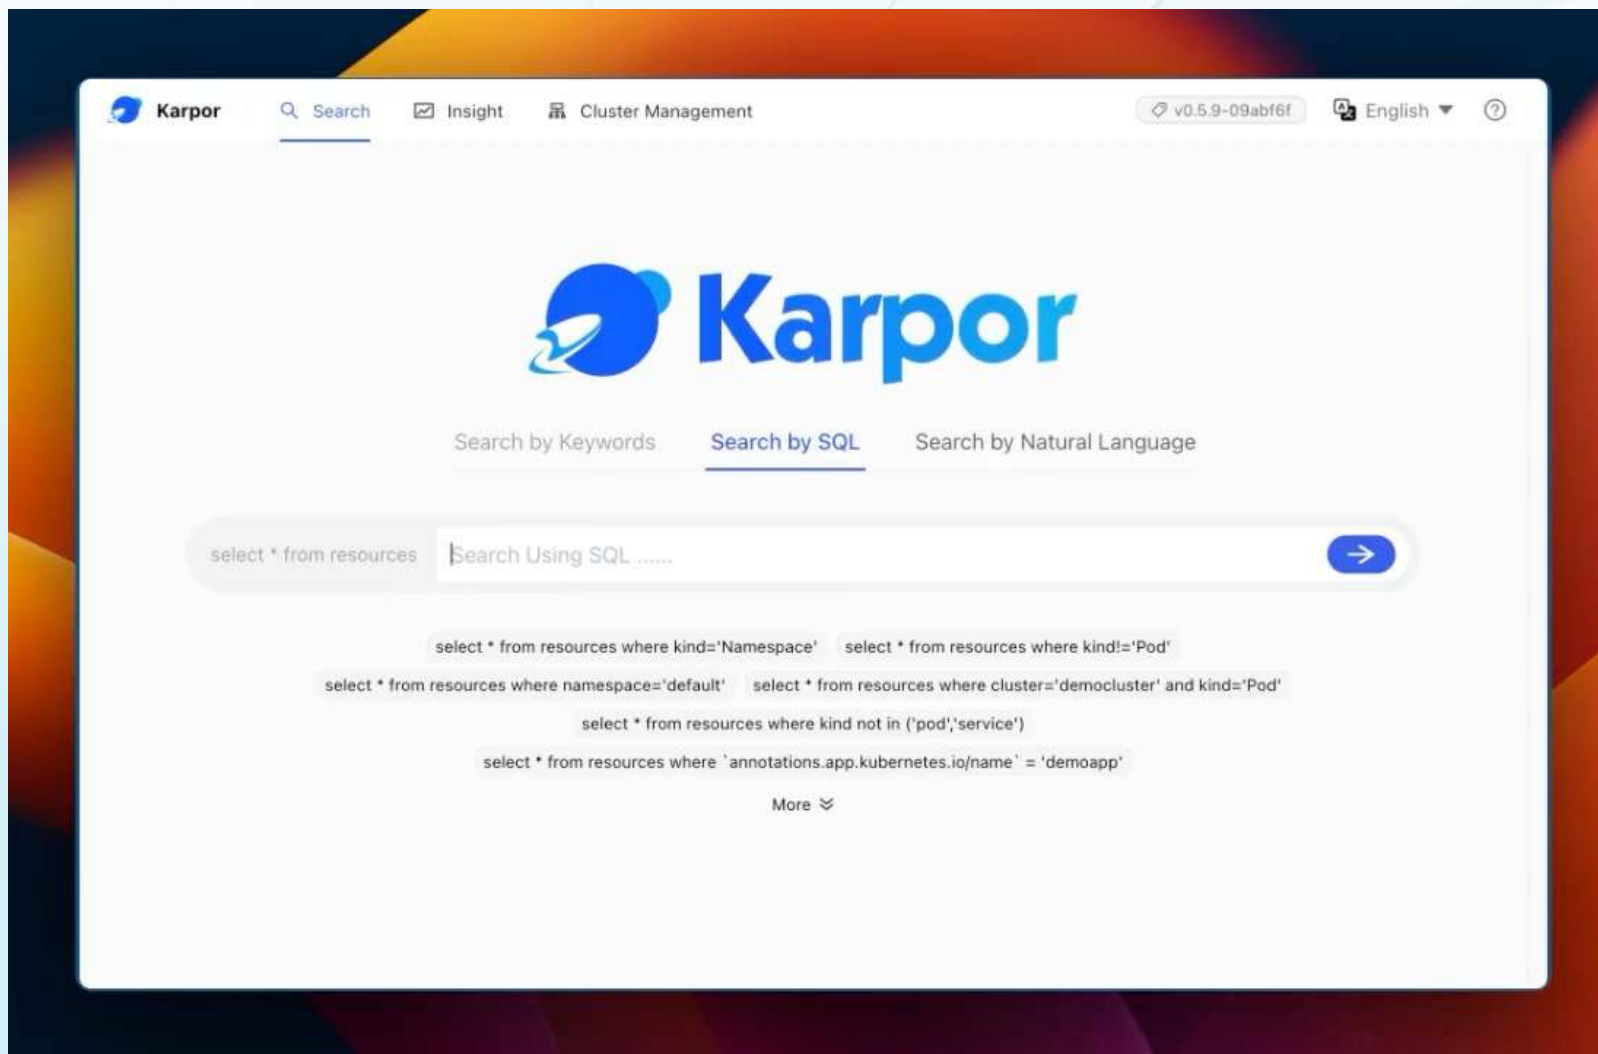 Karpor Search Insight Cluster Management v0.5.9-09abf6f English
Karpor
Search by Keywords Search by SQL Search by Natural Language
select * from resources Search Using SQL ......
select * from resources where kind='Namespace' select * from resources where kind!='Pod'
select * from resources where namespace='default' select * from resources where cluster='democluster' and kind='Pod'
select * from resources where kind not in ('pod','service')
select * from resources where `annotations.app.kubernetes.io/name` = 'demoapp'
More